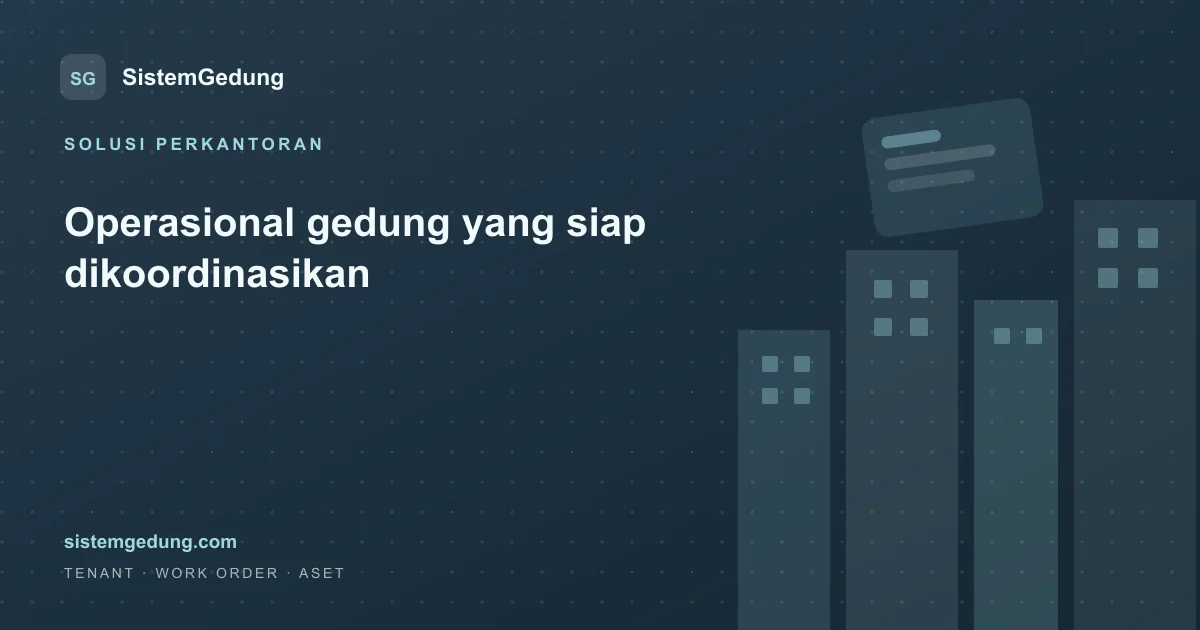 SG
SistemGedung
SOLUSI PERKANTORAN
Operasional gedung yang siap
dikoordinasikan
sistemgedung.com
TENANT · WORK ORDER · ASET